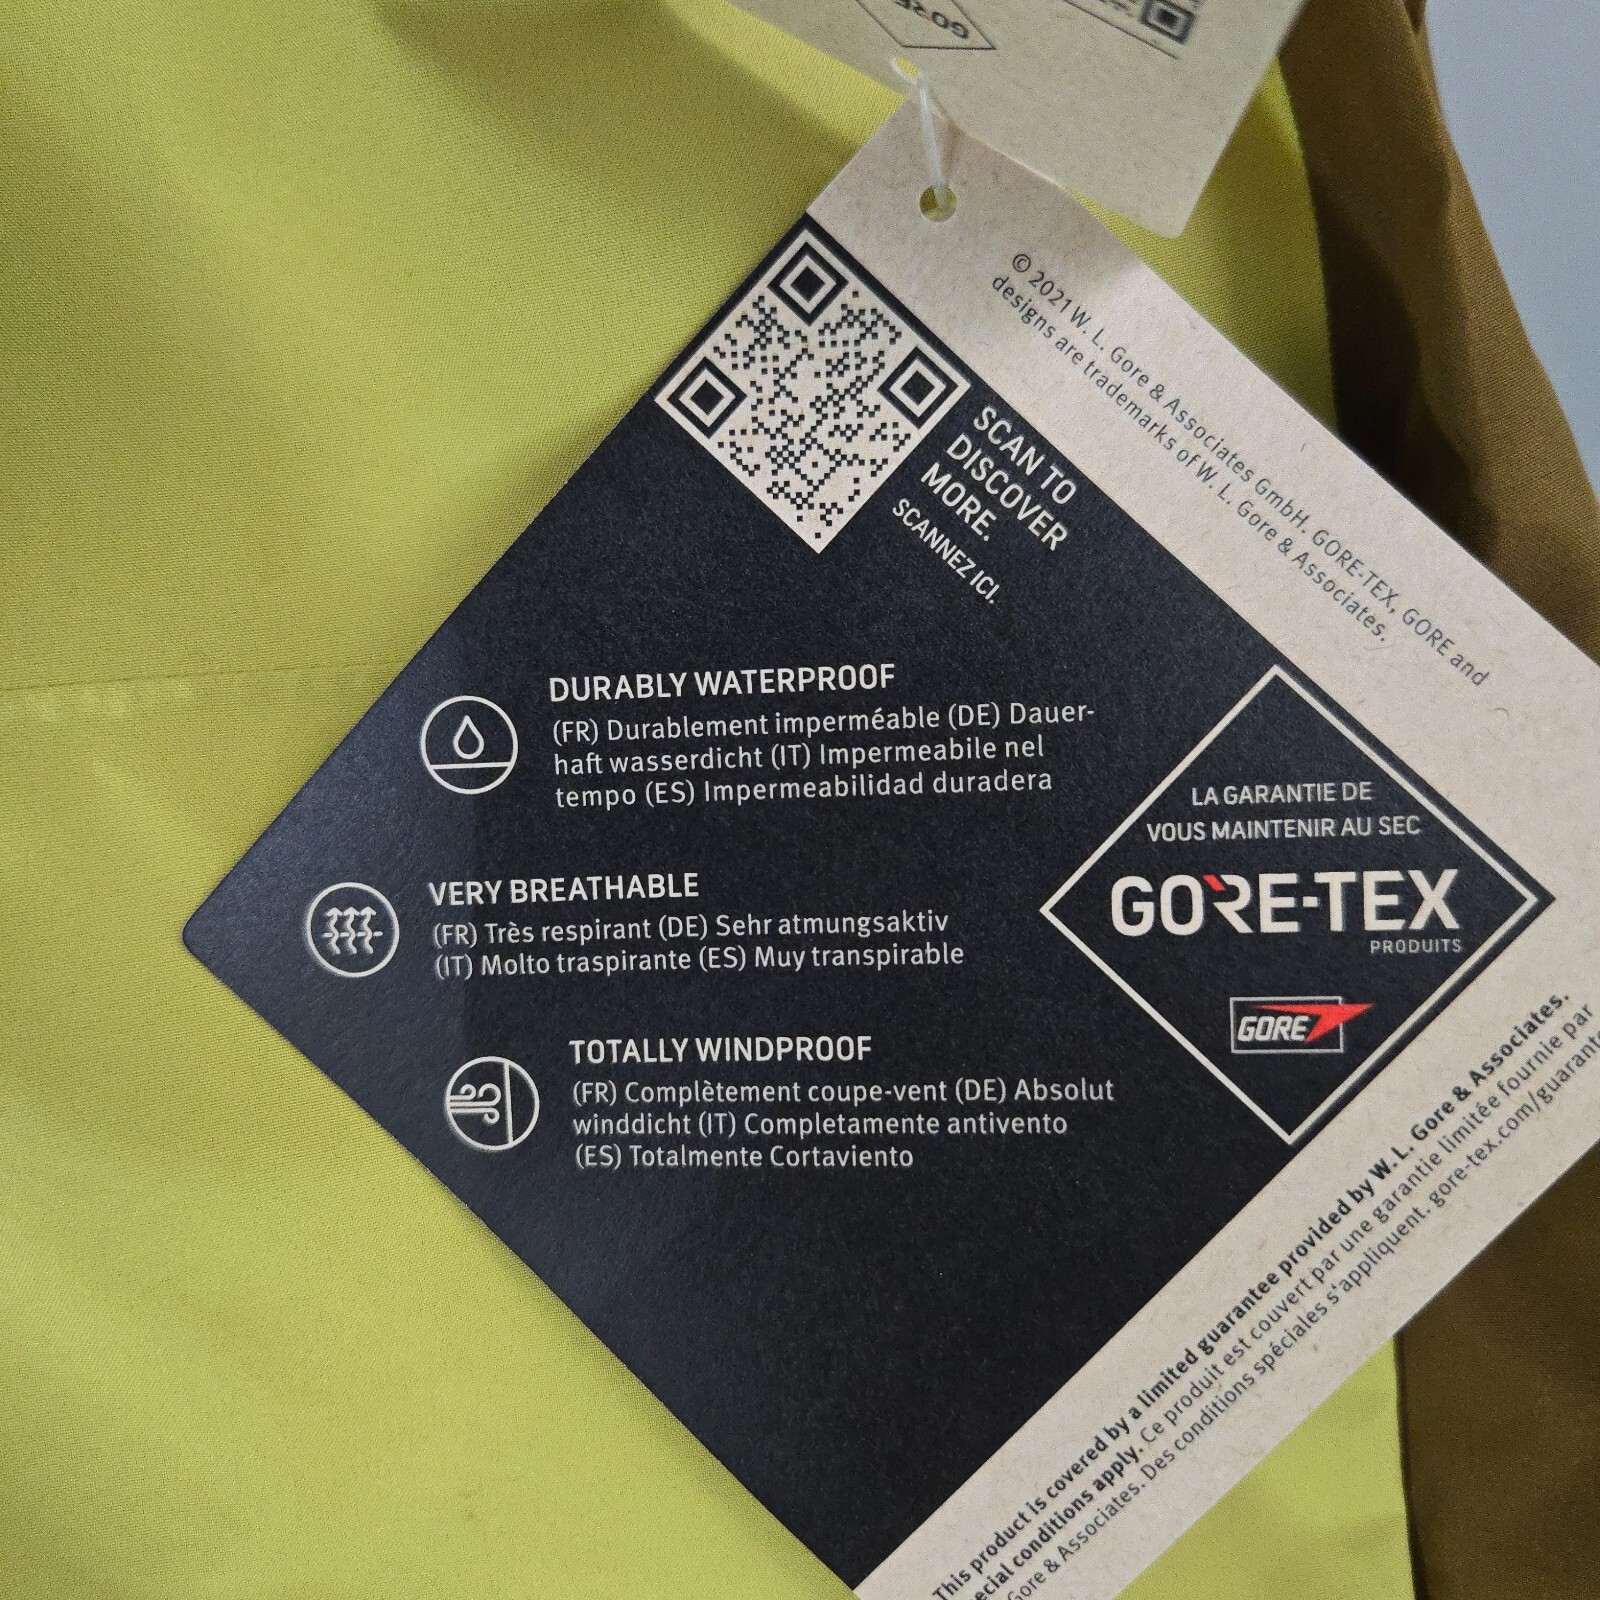 GORE
© 2021 W. L. Gore & Associates GmbH. GORE-TEX, GORE and
designs are trademarks of W. L. Gore & Associates.
SCAN TO
DISCOVER
MORE.
SCANNEZ ICI.
DURABLY WATERPROOF
(FR) Durablement imperméable (DE) Dauer-
haft wasserdicht (IT) Impermeabile nel
tempo (ES) Impermeabilidad duradera
VERY BREATHABLE
(FR) Très respirant (DE) Sehr atmungsaktiv
(IT) Molto traspirante (ES) Muy transpirable
TOTALLY WINDPROOF
(FR) Complètement coupe-vent (DE) Absolut
winddicht (IT) Completamente antivento
(ES) Totalmente Cortaviento
LA GARANTIE DE
VOUS MAINTENIR AU SEC
GORE-TEX
PRODUITS
GORE
This product is covered by a limited guarantee provided by W. L. Gore & Associates.
ecial conditions apply. Ce produit est couvert par une garantie limitée fournie par
Gore & Associates. Des conditions spéciales s'appliquent. gore-tex.com/guarante